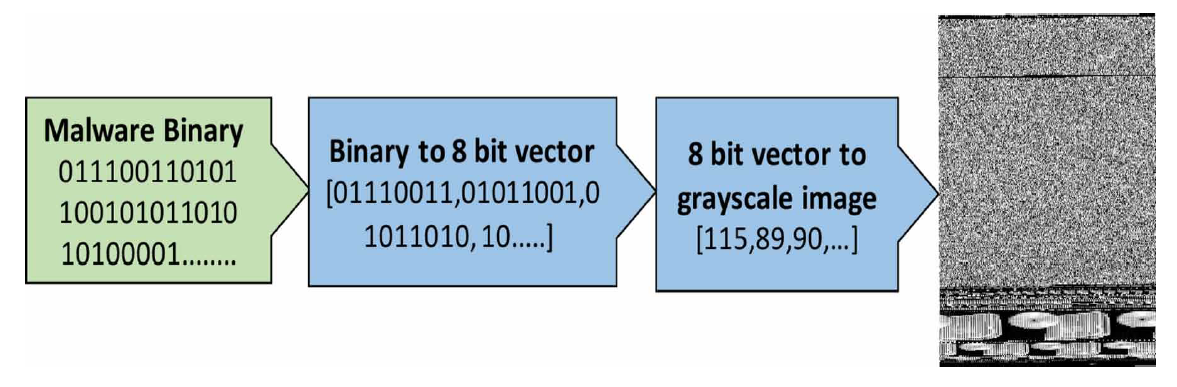 Malware Binary
011100110101
100101011010
10100001........
Binary to 8 bit vector
[01110011,01011001,0
1011010, 10.....]
8 bit vector to
grayscale image
[115,89,90,...]